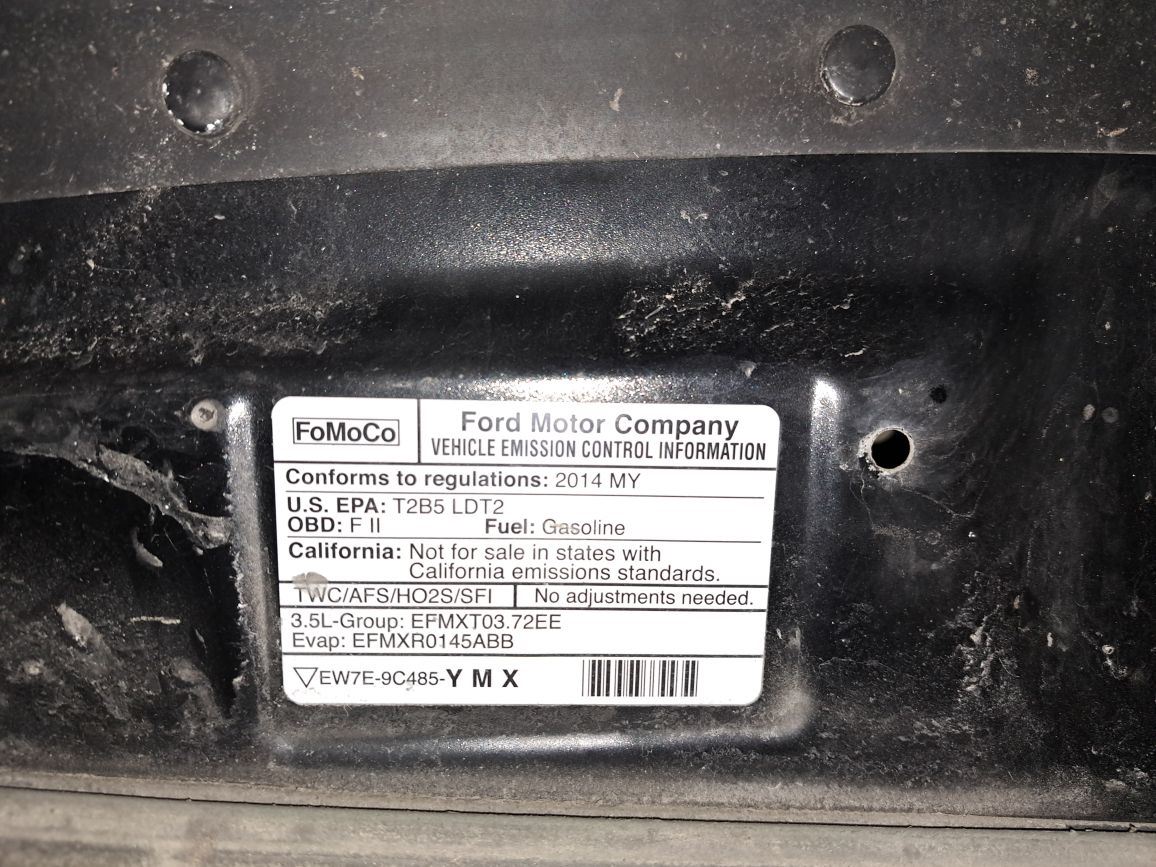 FoMoCo
Ford Motor Company
VEHICLE EMISSION CONTROL INFORMATION
Conforms to regulations: 2014 MY
U.S. EPA: T2B5 LDT2
OBD: F II Fuel: Gasoline
California: Not for sale in states with
California emissions standards.
TWC/AFS/HO2S/SFI No adjustments needed.
3.5L-Group: EFMXT03.72EE
Evap: EFMXR0145ABB
EW7E-9C485-Y M X